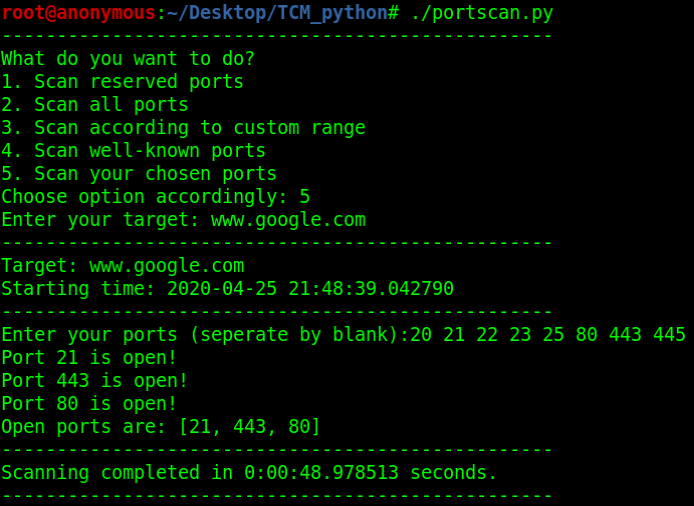 root@anonymous:~/Desktop/TCM_python# ./portscan.py
--------------------------------------------------
What do you want to do?
1. Scan reserved ports
2. Scan all ports
3. Scan according to custom range
4. Scan well-known ports
5. Scan your chosen ports
Choose option accordingly: 5
Enter your target: www.google.com
--------------------------------------------------
Target: www.google.com
Starting time: 2020-04-25 21:48:39.042790
--------------------------------------------------
Enter your ports (seperate by blank):20 21 22 23 25 80 443 445
Port 21 is open!
Port 443 is open!
Port 80 is open!
Open ports are: [21, 443, 80]
--------------------------------------------------
Scanning completed in 0:00:48.978513 seconds.
--------------------------------------------------